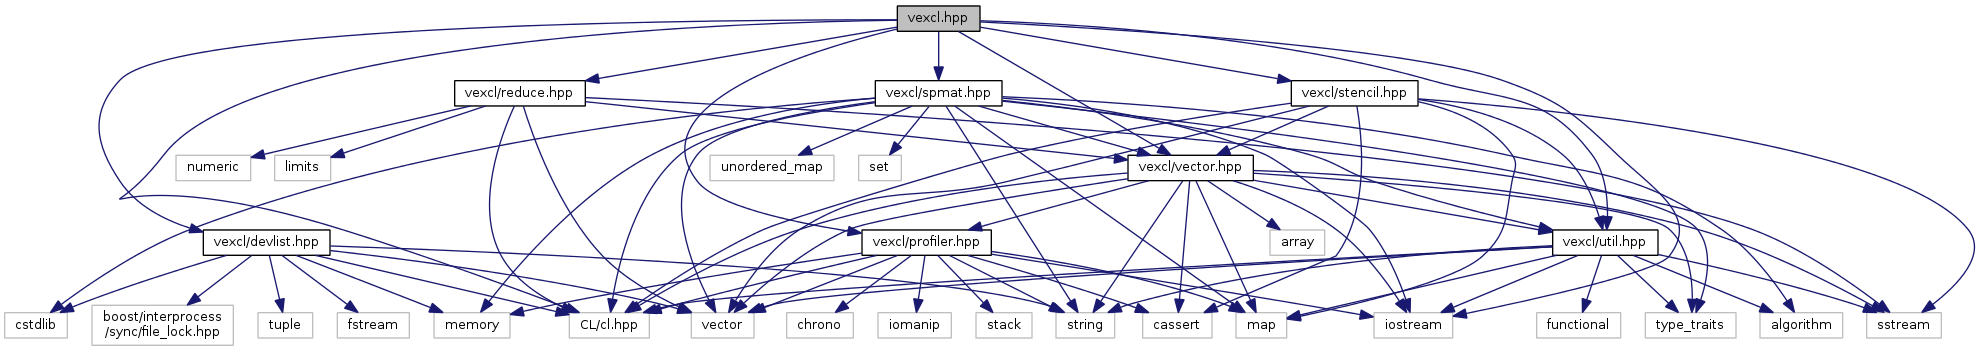 vexcl.hpp
vexcl/reduce.hpp
vexcl/spmat.hpp
vexcl/stencil.hpp
numeric
limits
unordered_map
set
vexcl/vector.hpp
vexcl/devlist.hpp
vexcl/profiler.hpp
array
vexcl/util.hpp
cstdlib
boost/interprocess
/sync/file_lock.hpp
tuple
fstream
memory
CL/cl.hpp
vector
chrono
iomanip
stack
string
cassert
map
iostream
functional
type_traits
algorithm
sstream